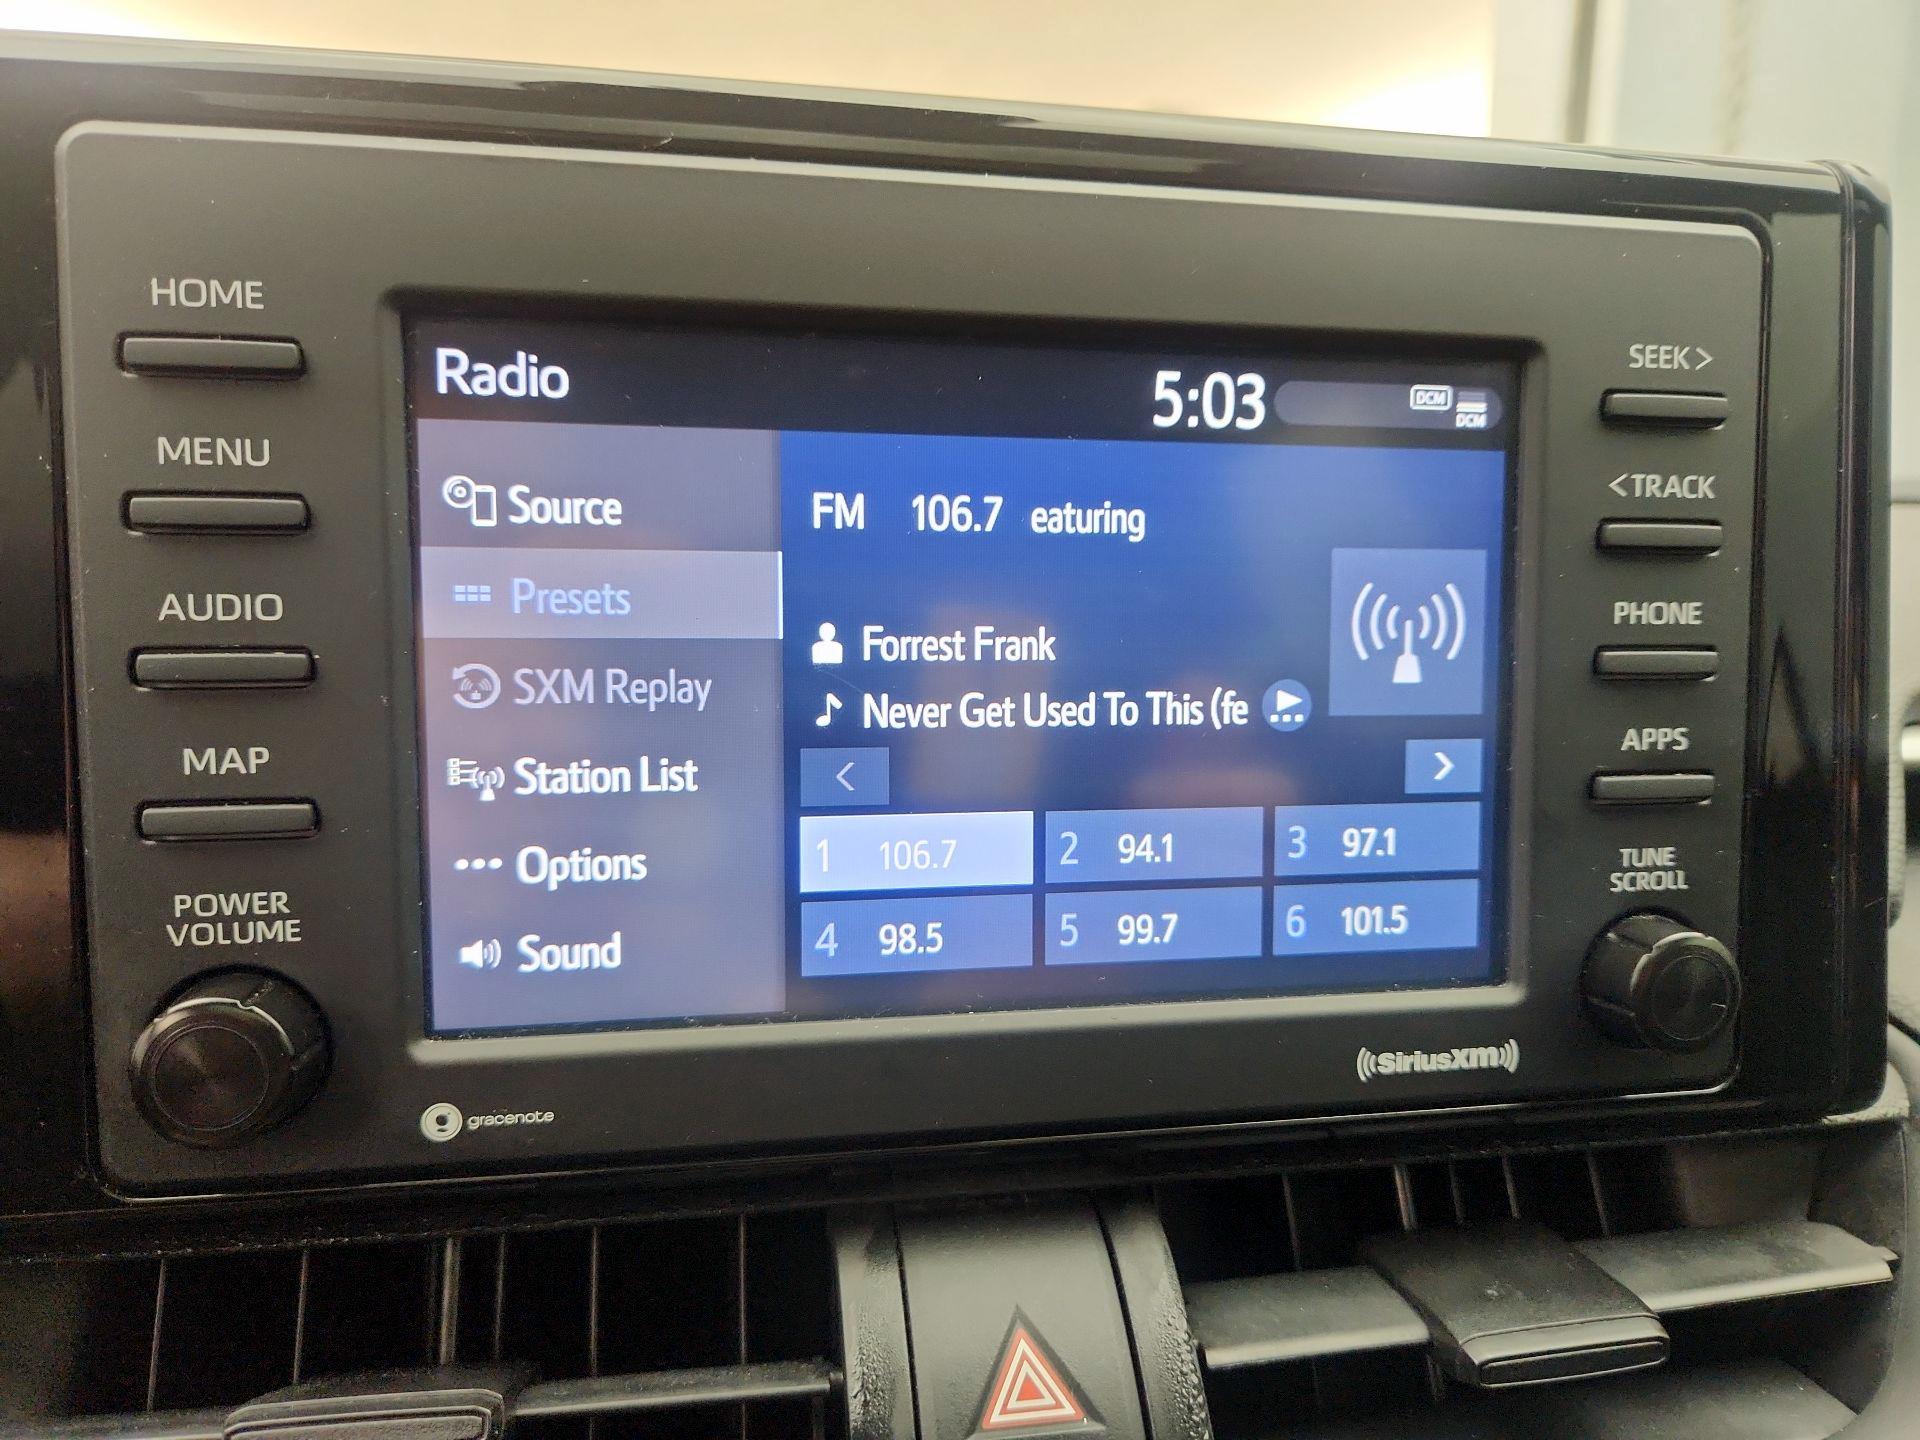 HOME
MENU
AUDIO
MAP
POWER
VOLUME
Radio
5:03
DCM
DCM
Source
Presets
SXM Replay
Station List
Options
Sound
FM 106.7 eaturing
Forrest Frank
Never Get Used To This (fe
<
>
1 106.7
2 94.1
3 97.1
4 98.5
5 99.7
6 101.5
SEEK >
< TRACK
PHONE
APPS
TUNE
SCROLL
gracenote
((SiriusXM))